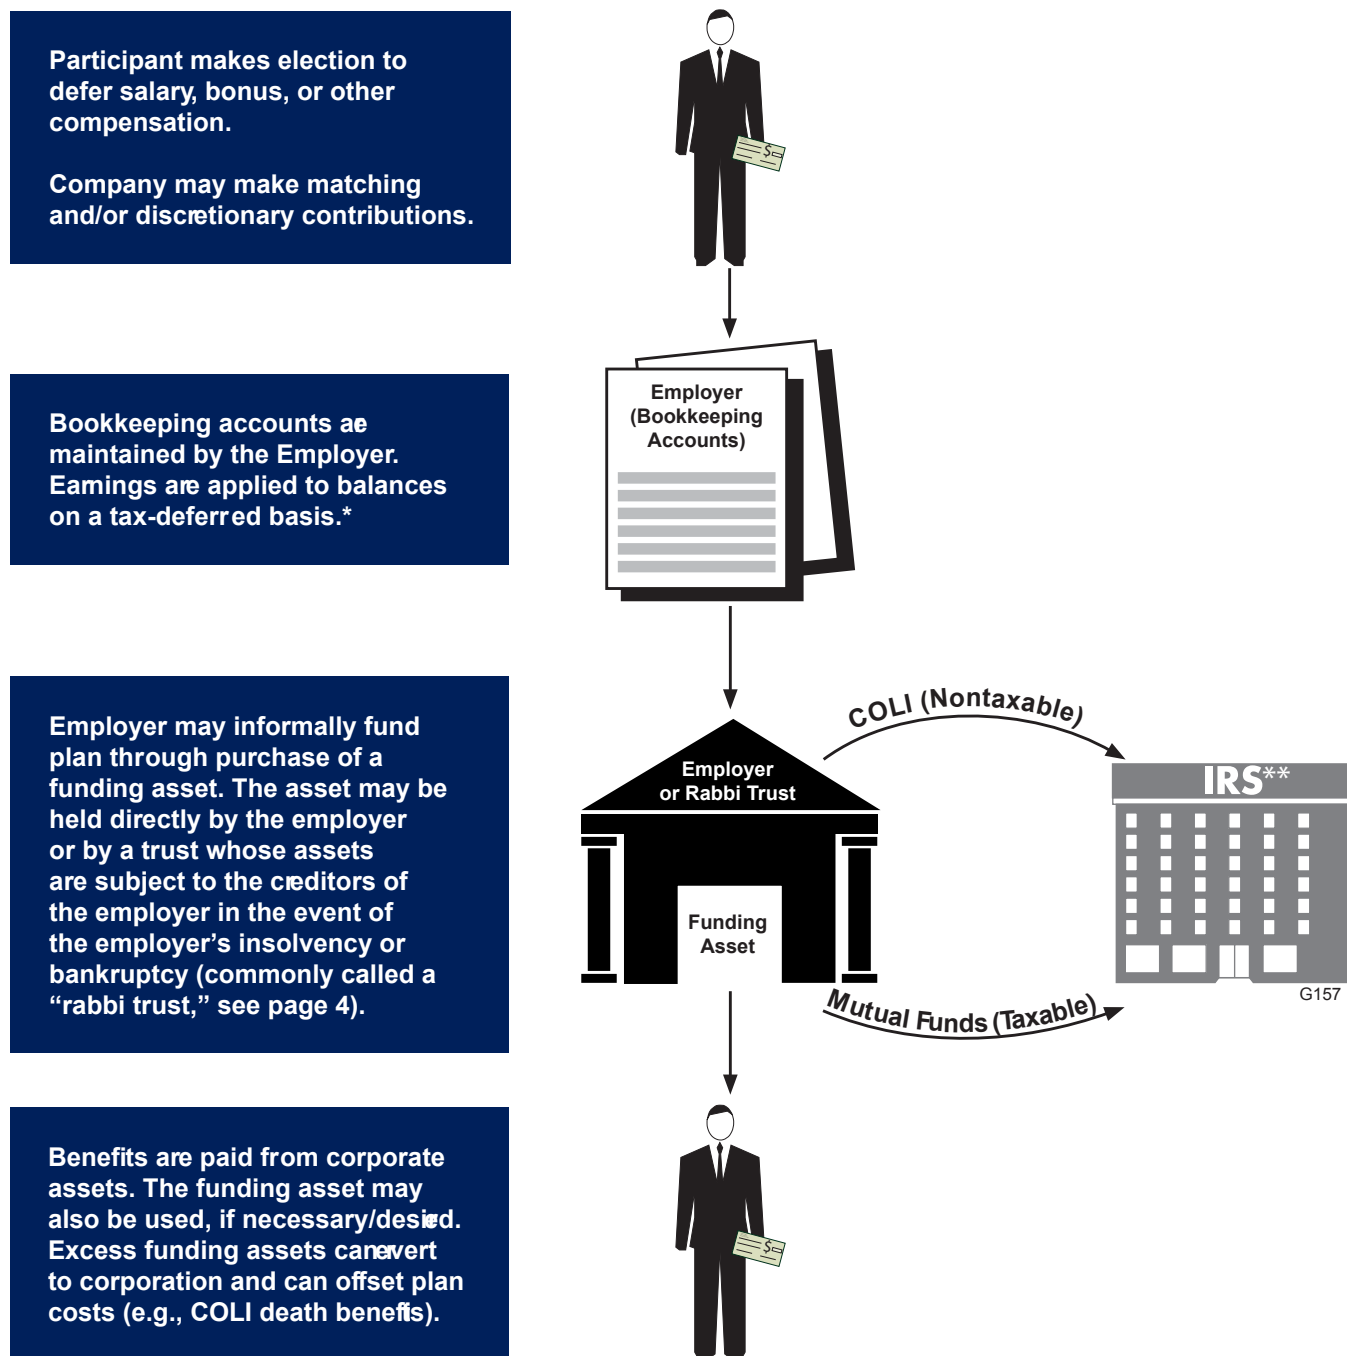 Participant makes election to
defer salary, bonus, or other
compensation.
Company may make matching
and/or discretionary contributions.
$
Bookkeeping accounts are
maintained by the Employer.
Earnings are applied to balances
on a tax-deferred basis.*
Employer
(Bookkeeping
Accounts)
Employer may informally fund
plan through purchase of a
funding asset. The asset may be
held directly by the employer
or by a trust whose assets
are subject to the creditors of
the employer in the event of
the employer’s insolvency or
bankruptcy (commonly called a
“rabbi trust,” see page 4).
Employer
or Rabbi Trust
Funding
Asset
COLI (Nontaxable)
IRS**
G157
Mutual Funds (Taxable)
Benefits are paid from corporate
assets. The funding asset may
also be used, if necessary/desired.
Excess funding assets can revert
to corporation and can offset plan
costs (e.g., COLI death benefits).
$